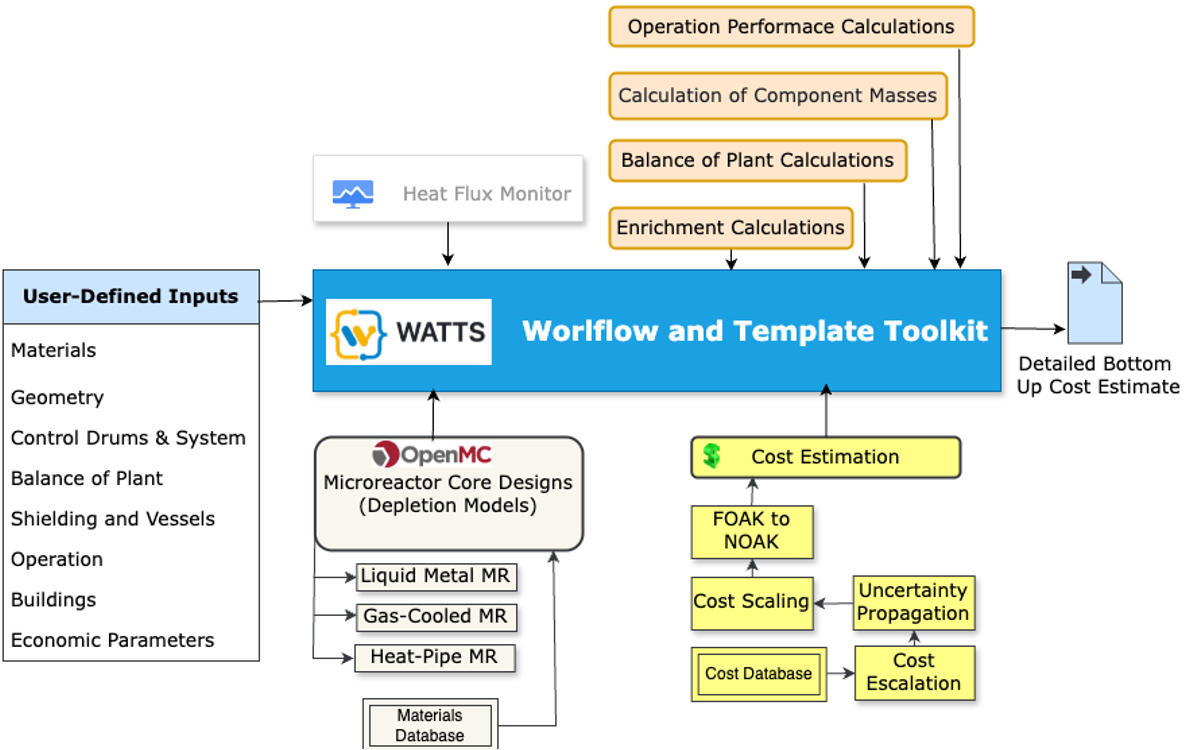 Operation Performace Calculations
Calculation of Component Masses
Balance of Plant Calculations
Enrichment Calculations
Heat Flux Monitor
User-Defined Inputs
Materials
Geometry
Control Drums & System
Balance of Plant
Shielding and Vessels
Operation
Buildings
Economic Parameters
WATTS
Worlflow and Template Toolkit
Detailed Bottom
Up Cost Estimate
OpenMC
Microreactor Core Designs
(Depletion Models)
Liquid Metal MR
Gas-Cooled MR
Heat-Pipe MR
Materials
Database
$
Cost Estimation
FOAK to
NOAK
Cost Scaling
Uncertainty
Propagation
Cost Database
Cost
Escalation